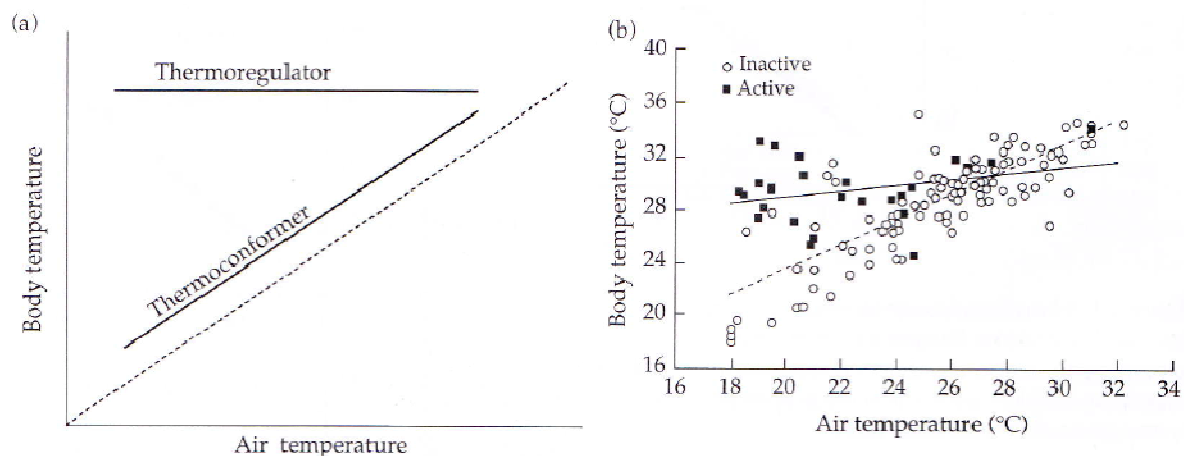 (a)
Thermoregulator
Thermoconformer
Body temperature
Air temperature
(b)
Inactive
Active
Body temperature (°C)
40
36
32
28
24
20
16
16 18 20 22 24 26 28 30 32 34
Air temperature (°C)